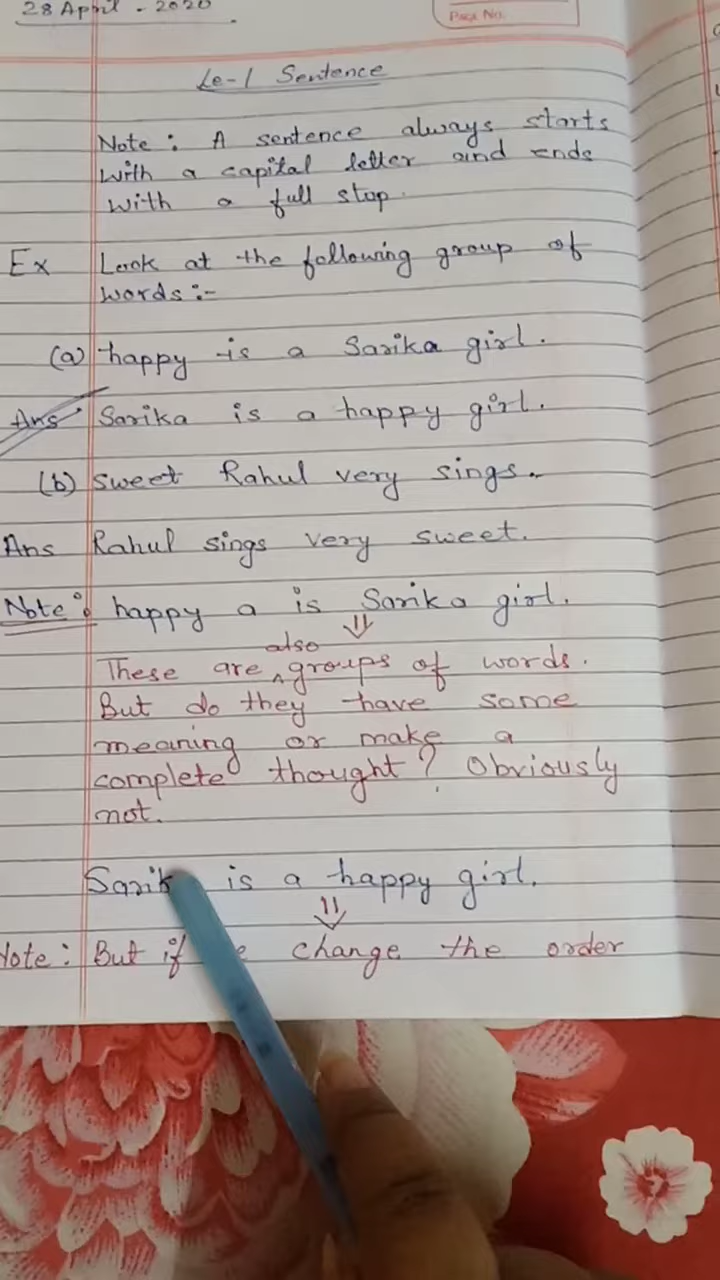 28 April - 2020
Page No.
Le-1 Sentence
Note: A sentence always starts
with a capital letter and ends
with a full stop.
Ex Look at the following group of
words:-
(a) happy is a Sarika girl.
Ans Sarika is a happy girl.
(b) sweet Rahul very sings.
Ans Rahul sings very sweet.
Note: happy a is Sarika girl.
also
These are groups of words.
But do they have some
meaning or make a
complete thought? Obviously
not.
is a happy girl.
Note: But if change the order